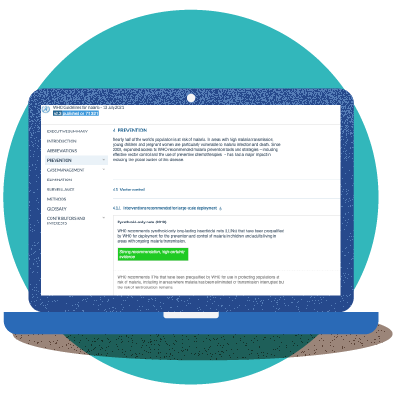 WHO Guidelines for malaria - 13 July 2021
EXECUTIVE SUMMARY
INTRODUCTION
ABBREVIATIONS
PREVENTION
CASE MANAGEMENT
ELIMINATION
SURVEILLANCE
METHODS
GLOSSARY
CONTRIBUTORS AND
INTERESTS
4. PREVENTION
Nearly half of the world's population is at risk of malaria. In areas with high malaria transmission,
young children and pregnant women are particularly vulnerable to malaria infection and death. Since
2000, expanded access to WHO-recommended malaria prevention tools and strategies – including
effective vector control and the use of preventive chemotherapies – has had a major impact in
reducing the global burden of this disease.
4.1 Vector control
4.1.1 Interventions recommended for large-scale deployment
Pyrethroid-only nets (WHO)
WHO recommends pyrethroid-only long-lasting insecticidal nets (LLINs) that have been prequalified
by WHO for deployment for the prevention and control of malaria in children and adults living in
areas with ongoing malaria transmission.
Strong recommendation, high certainty
evidence
WHO recommends ITNs that have been prequalified by WHO for use in protecting populations at
risk of malaria, including in areas where malaria has been eliminated or transmission interrupted but
the risk of reintroduction remains.